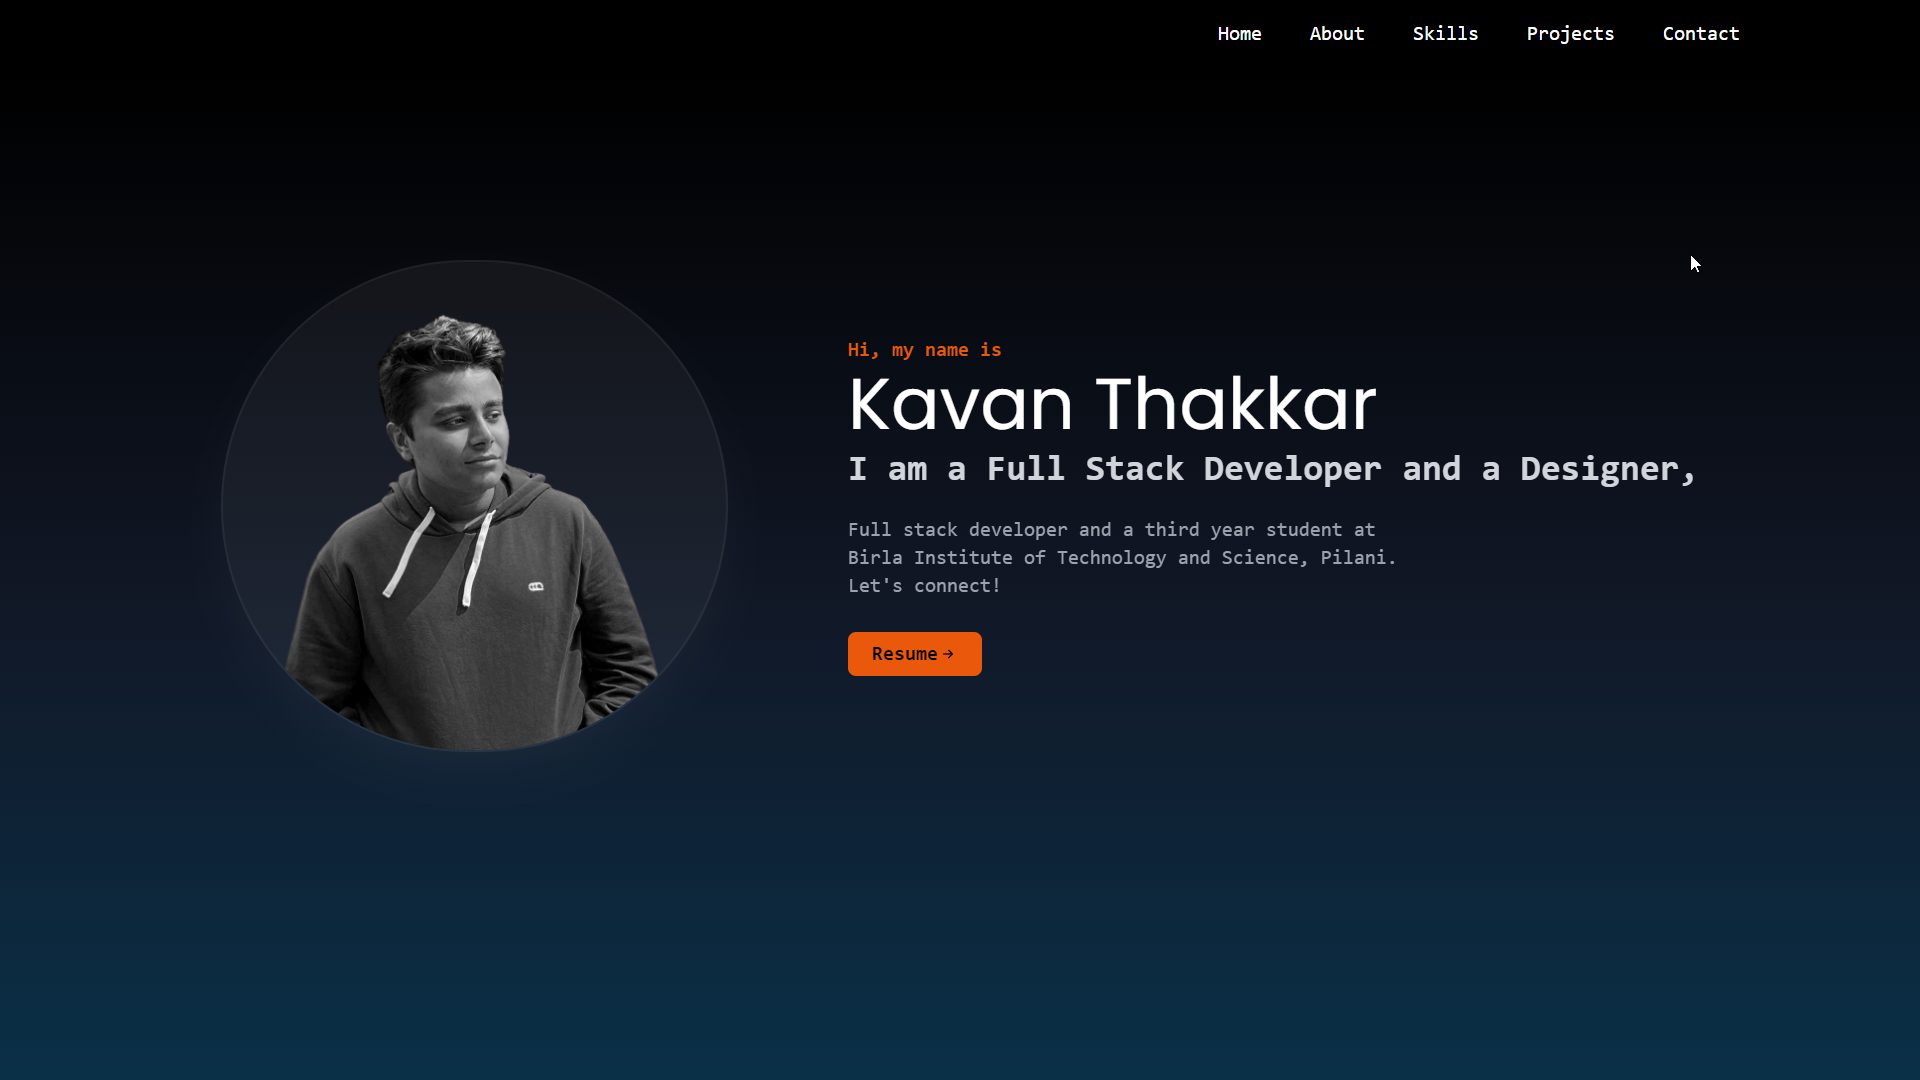 Home About Skills Projects Contact
Hi, my name is
Kavan Thakkar
I am a Full Stack Developer and a Designer,
Full stack developer and a third year student at
Birla Institute of Technology and Science, Pilani.
Let's connect!
Resume →